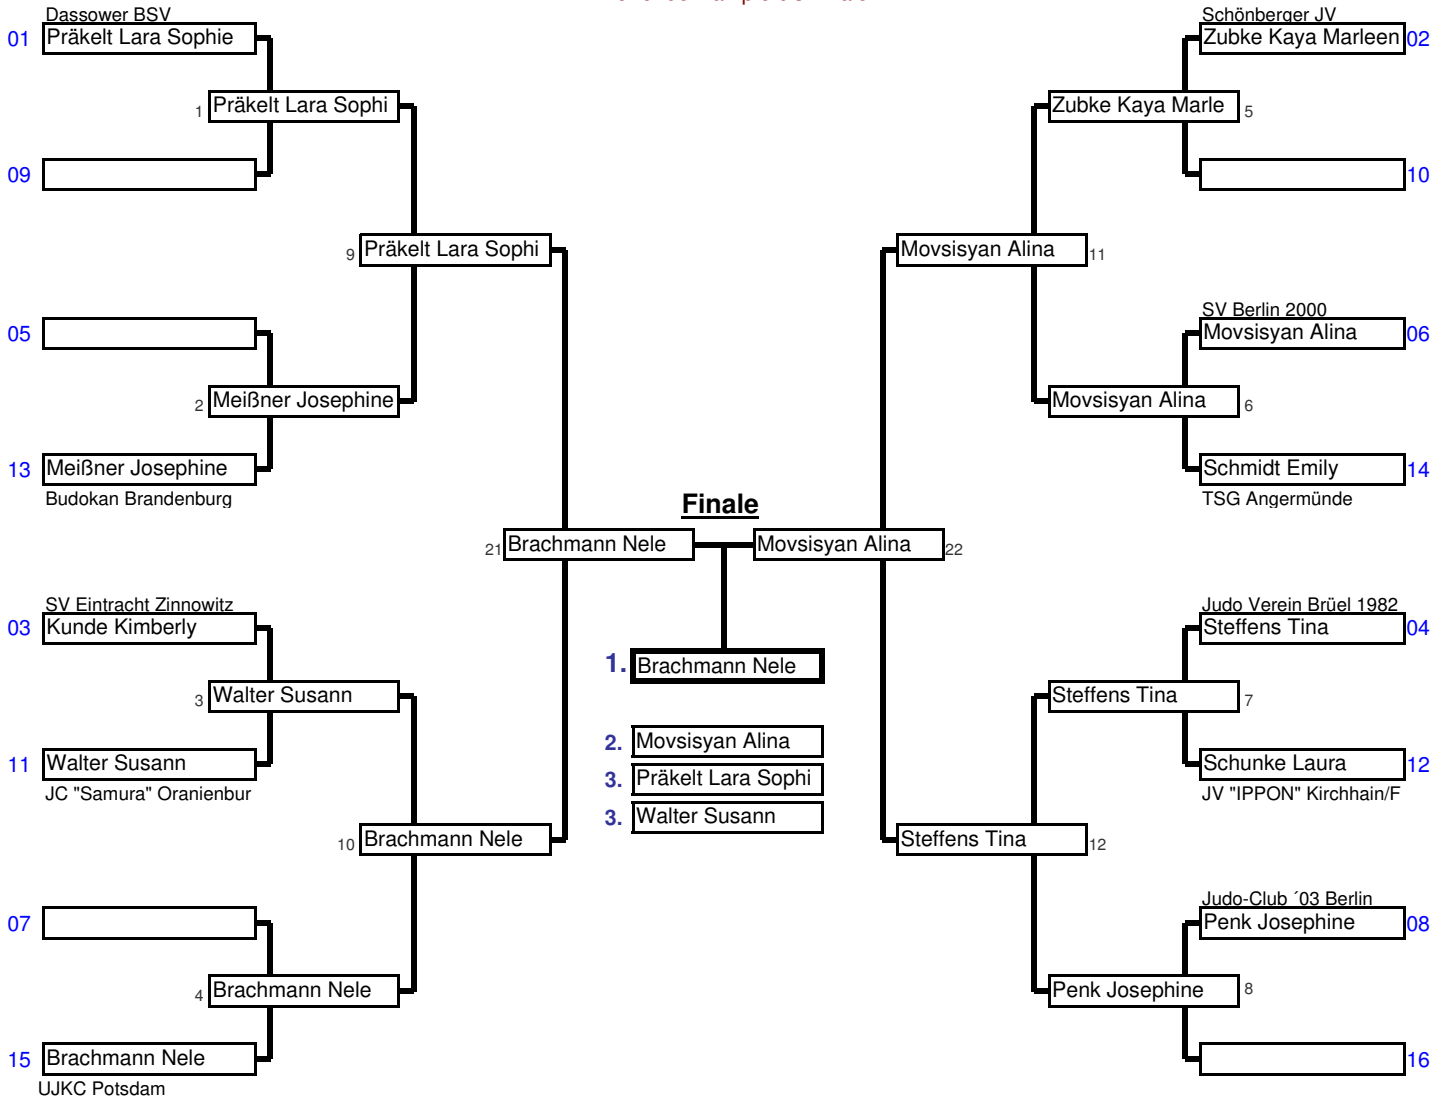 Dassower BSV
01 Präkelt Lara Sophie
1 Präkelt Lara Sophi
09
9 Präkelt Lara Sophi
05
2 Meißner Josephine
13 Meißner Josephine
Budokan Brandenburg
21 Brachmann Nele
SV Eintracht Zinnowitz
03 Kunde Kimberly
3 Walter Susann
11 Walter Susann
JC "Samura" Oranienbur
10 Brachmann Nele
07
4 Brachmann Nele
15 Brachmann Nele
UJKC Potsdam
Finale
1. Brachmann Nele
2. Movsisyan Alina
3. Präkelt Lara Sophi
3. Walter Susann
Schönberger JV
Zubke Kaya Marleen 02
Zubke Kaya Marle 5
10
Movsisyan Alina 11
SV Berlin 2000
Movsisyan Alina 06
Movsisyan Alina 6
Schmidt Emily 14
TSG Angermünde
Movsisyan Alina 22
Judo Verein Brüel 1982
Steffens Tina 04
Steffens Tina 7
Schunke Laura 12
JV "IPPON" Kirchhain/F
Steffens Tina 12
Judo-Club ´03 Berlin
Penk Josephine 08
Penk Josephine 8
16